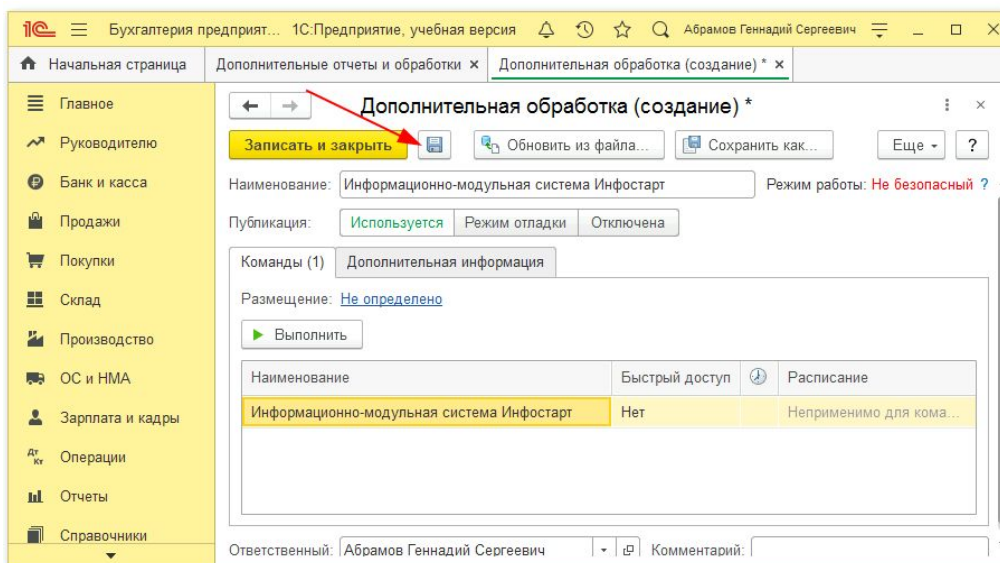 1С Бухгалтерия предприят... 1С:Предприятие, учебная версия Абрамов Геннадий Сергеевич
Начальная страница Дополнительные отчеты и обработки × Дополнительная обработка (создание) * ×
Главное
Руководителю
Банк и касса
Продажи
Покупки
Склад
Производство
ОС и НМА
Зарплата и кадры
Дт Кт Операции
Отчеты
Справочники
Дополнительная обработка (создание) *
Записать и закрыть Обновить из файла... Сохранить как... Еще ?
Наименование: Информационно-модульная система Инфостарт Режим работы: Не безопасный ?
Публикация: Используется Режим отладки Отключена
Команды (1) Дополнительная информация
Размещение: Не определено
Выполнить
Наименование Быстрый доступ Расписание
Информационно-модульная система Инфостарт Нет Неприменимо для кома...
Ответственный: Абрамов Геннадий Сергеевич Комментарий: